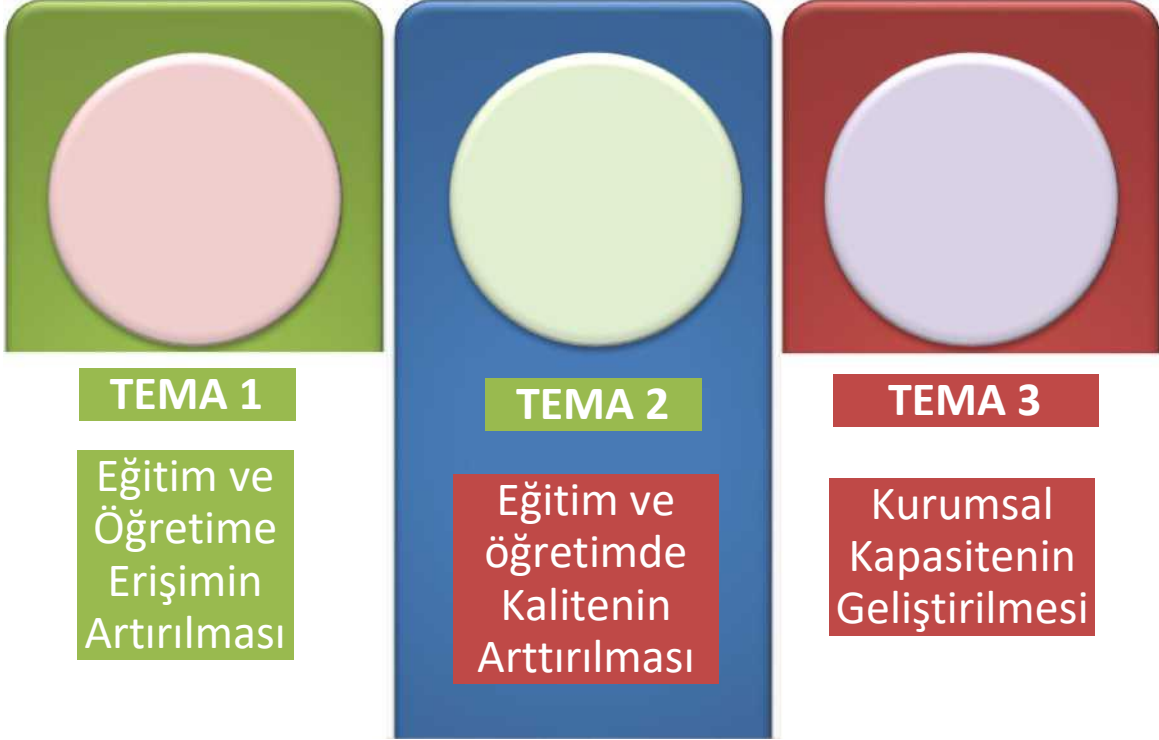 TEMA 1
Eğitim ve
Öğretime
Erişimin
Artırılması
TEMA 2
Eğitim ve
öğretimde
Kalitenin
Arttırılması
TEMA 3
Kurumsal
Kapasitenin
Geliştirilmesi